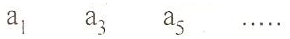 a₁ a₃ a₅ .....